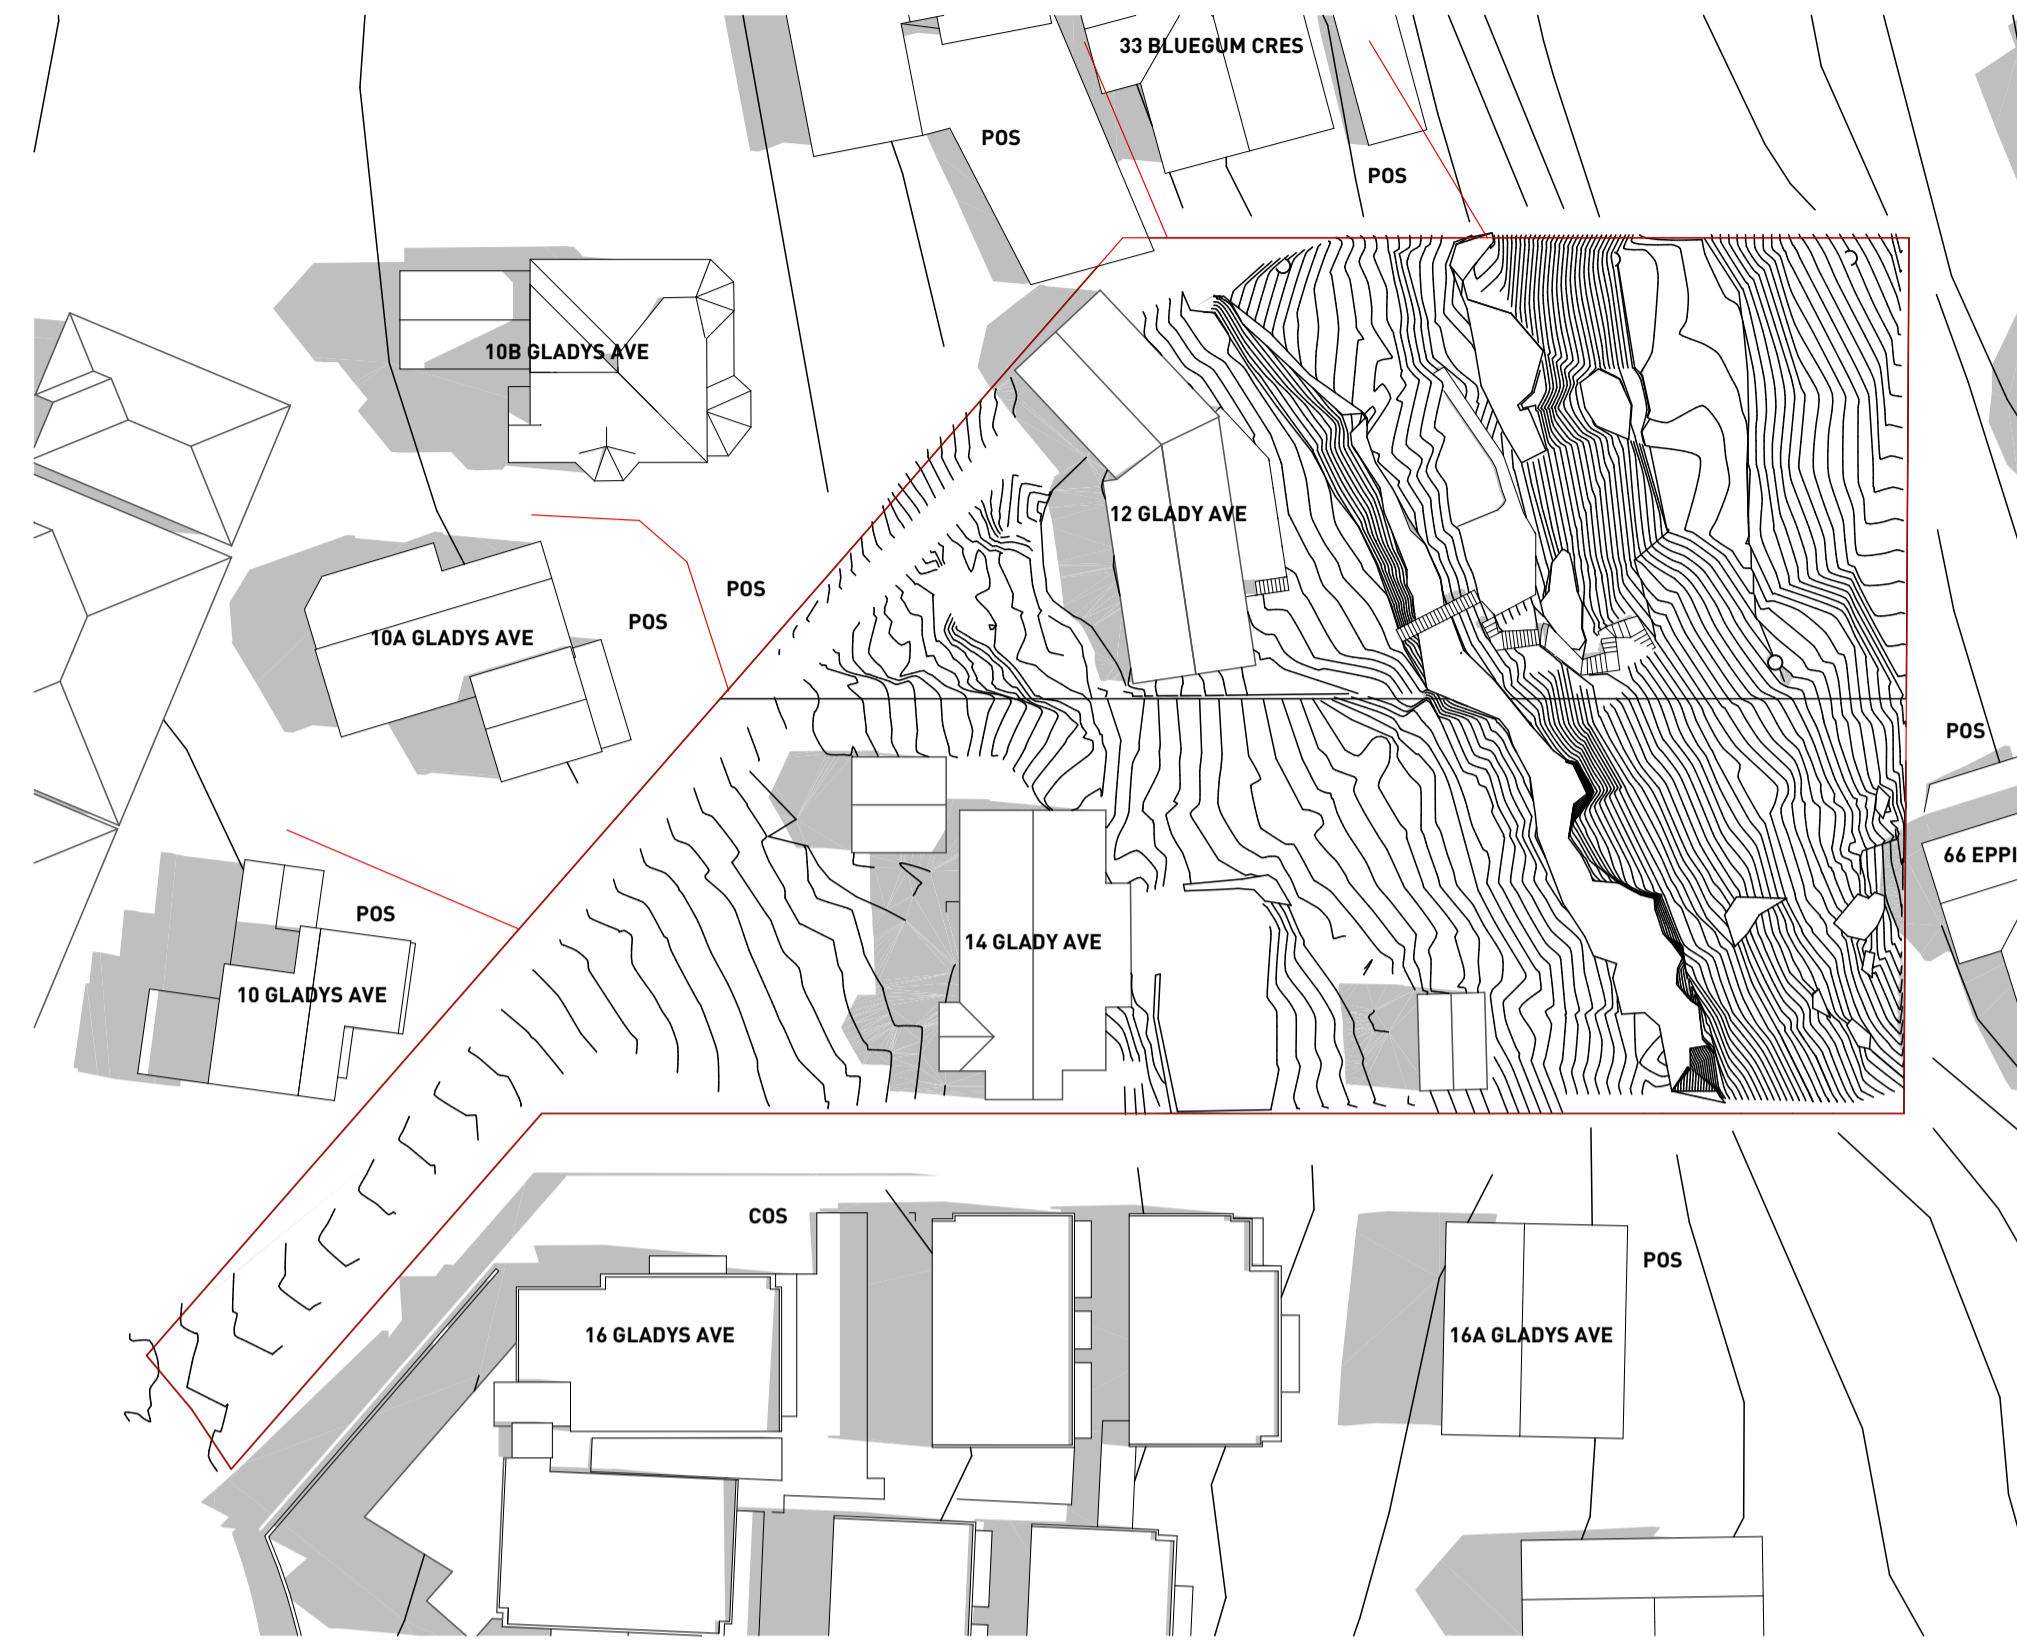 33 BLUEGUM CRES
POS
POS
10B GLADYS AVE
12 GLADY AVE
POS
POS
10A GLADYS AVE
POS
66 EPPI
POS
14 GLADY AVE
10 GLADYS AVE
COS
POS
16 GLADYS AVE
16A GLADYS AVE